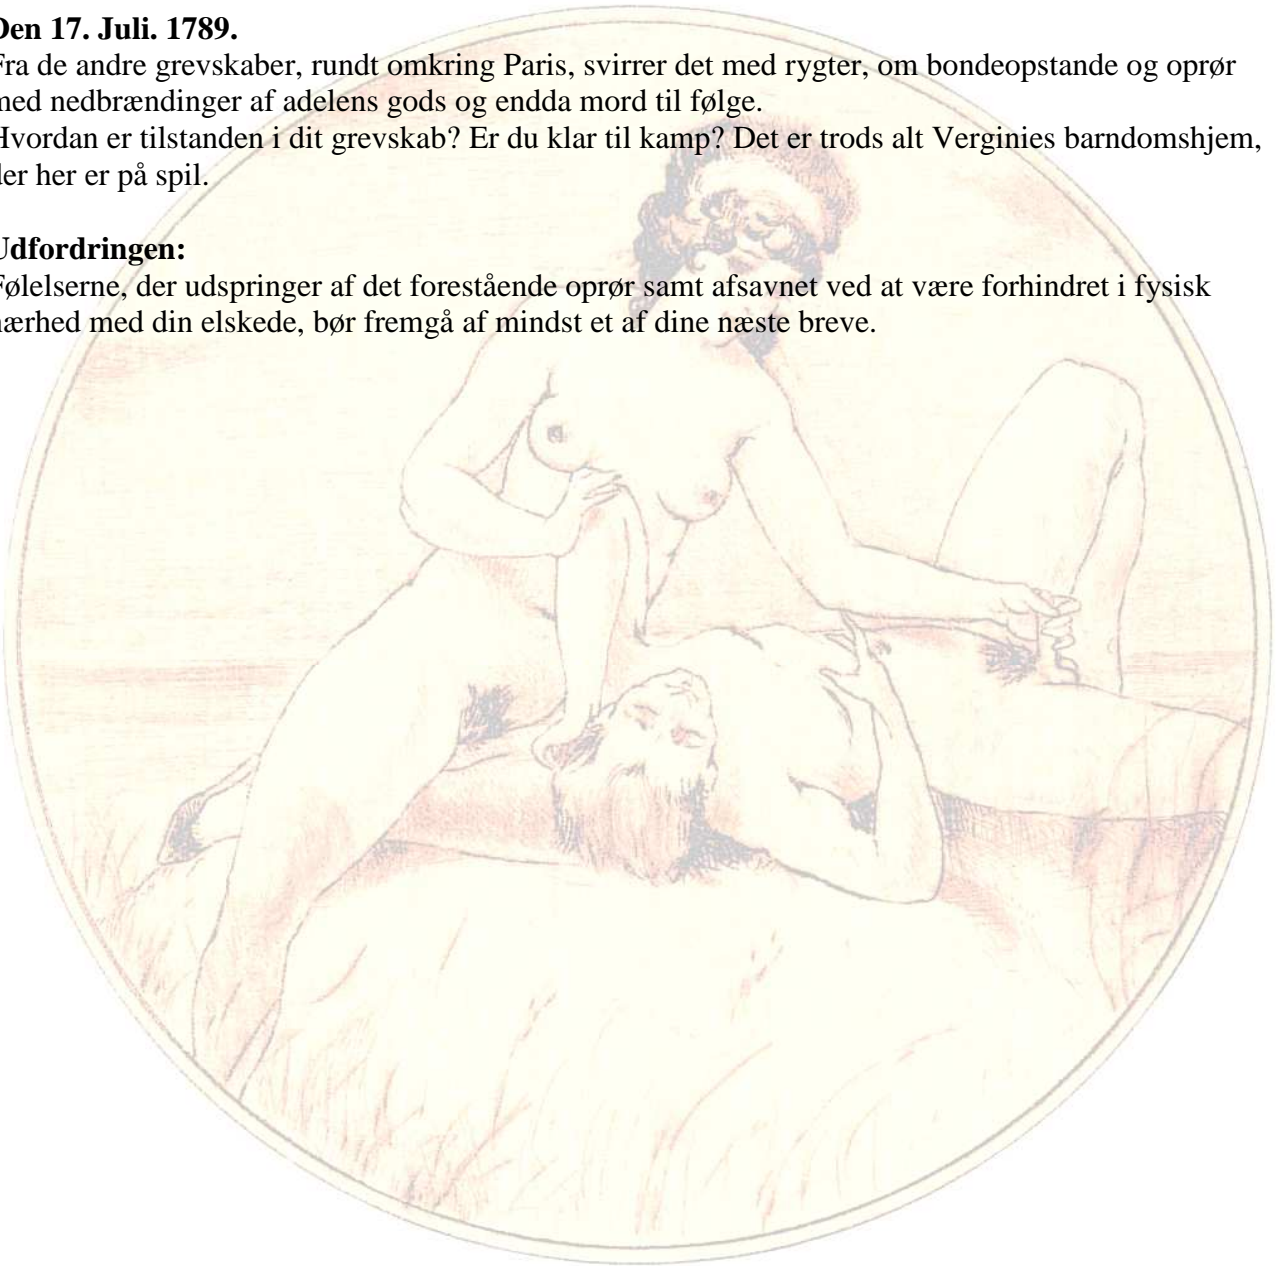 Den 17. Juli. 1789.
Fra de andre grevskaber, rundt omkring Paris, svirrer det med rygter, om bondeopstande og oprør
med nedbrændinger af adelens gods og endda mord til følge.
Hvordan er tilstanden i dit grevskab? Er du klar til kamp? Det er trods alt Verginies barndomshjem,
der her er på spil.
Udfordringen:
Følelserne, der udspringer af det forestående oprør samt afsavnet ved at være forhindret i fysisk
nærhed med din elskede, bør fremgå af mindst et af dine næste breve.